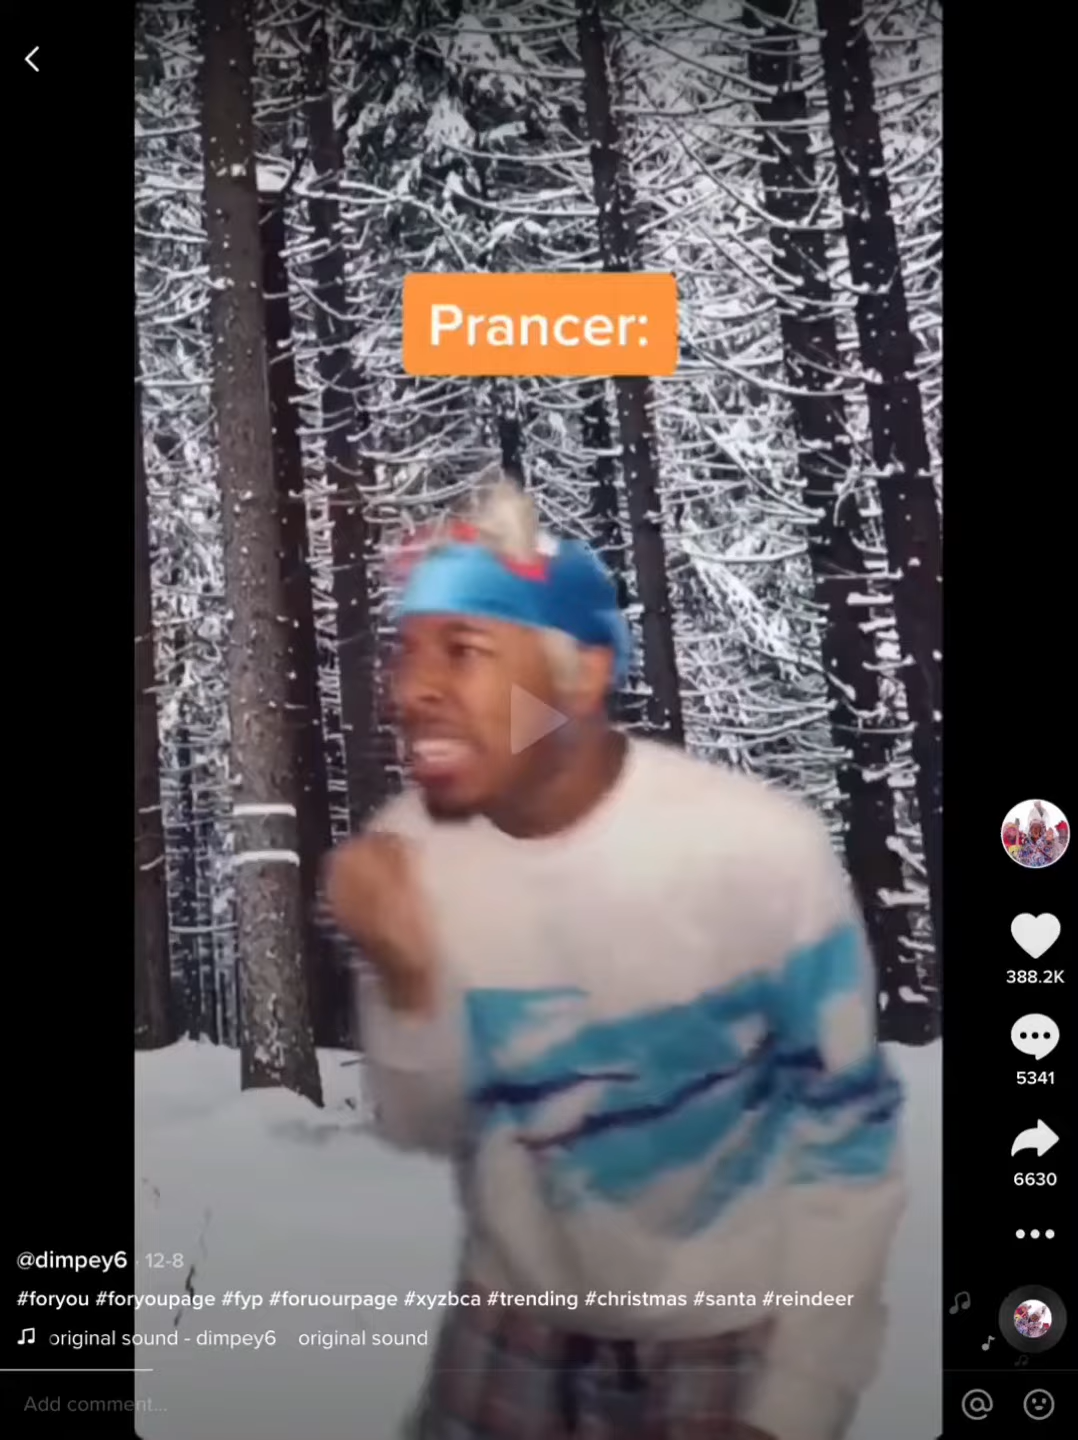 Prancer:
388.2K
5341
6630
@dimpey6 · 12-8
#foryou #foryoupage #fyp #foruourpage #xyzbca #trending #christmas #santa #reindeer
original sound - dimpey6 original sound
Add comment...